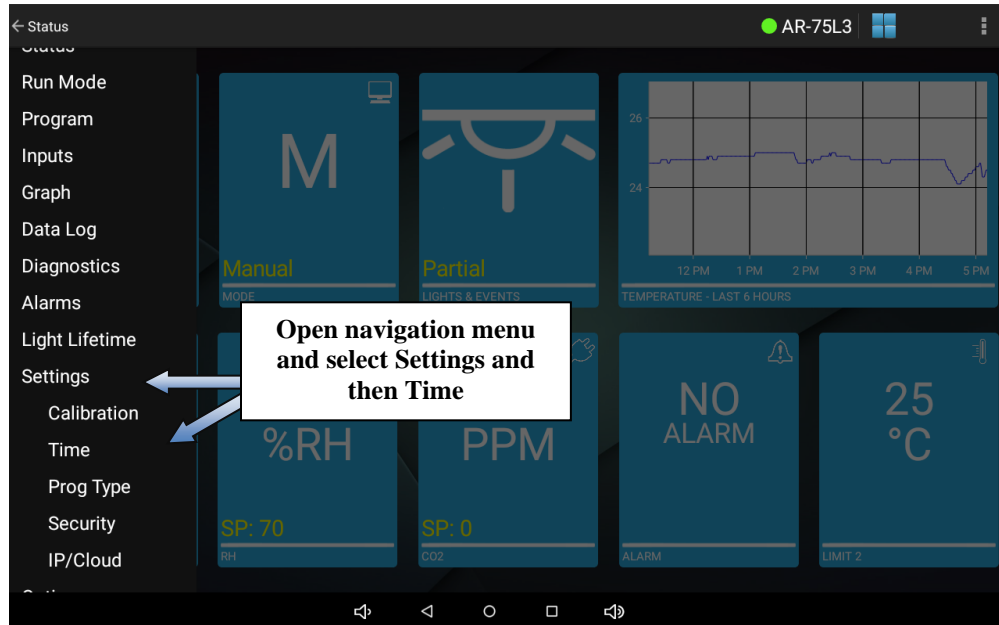 Status
AR-75L3
Status
Run Mode
Program
Inputs
Graph
Data Log
Diagnostics
Alarms
Light Lifetime
Settings
Calibration
Time
Prog Type
Security
IP/Cloud
M
Manual
MODE
Partial
LIGHTS & EVENTS
26
24
12 PM 1 PM 2 PM 3 PM 4 PM 5 PM
TEMPERATURE - LAST 6 HOURS
Open navigation menu
and select Settings and
then Time
%RH
SP: 70
RH
PPM
SP: 0
CO2
NO
ALARM
ALARM
25
°C
LIMIT 2